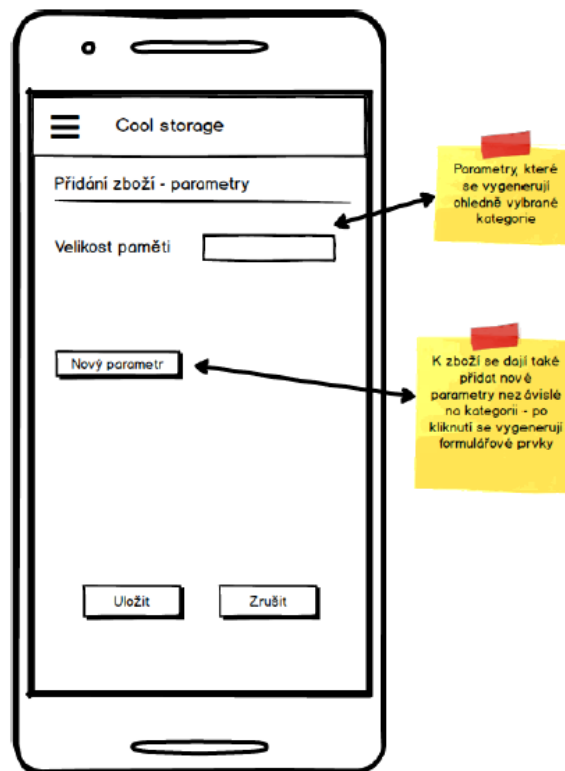 Cool storage
Přidání zboží - parametry
Velikost paměti
Nový parametr
Uložit
Zrušit
Parametry, které
se vygenerují
ohledně vybrané
kategorie
K zboží se dají také
přidat nové
parametry nezávislé
na kategorii - po
kliknutí se vygenerují
formulářové prvky